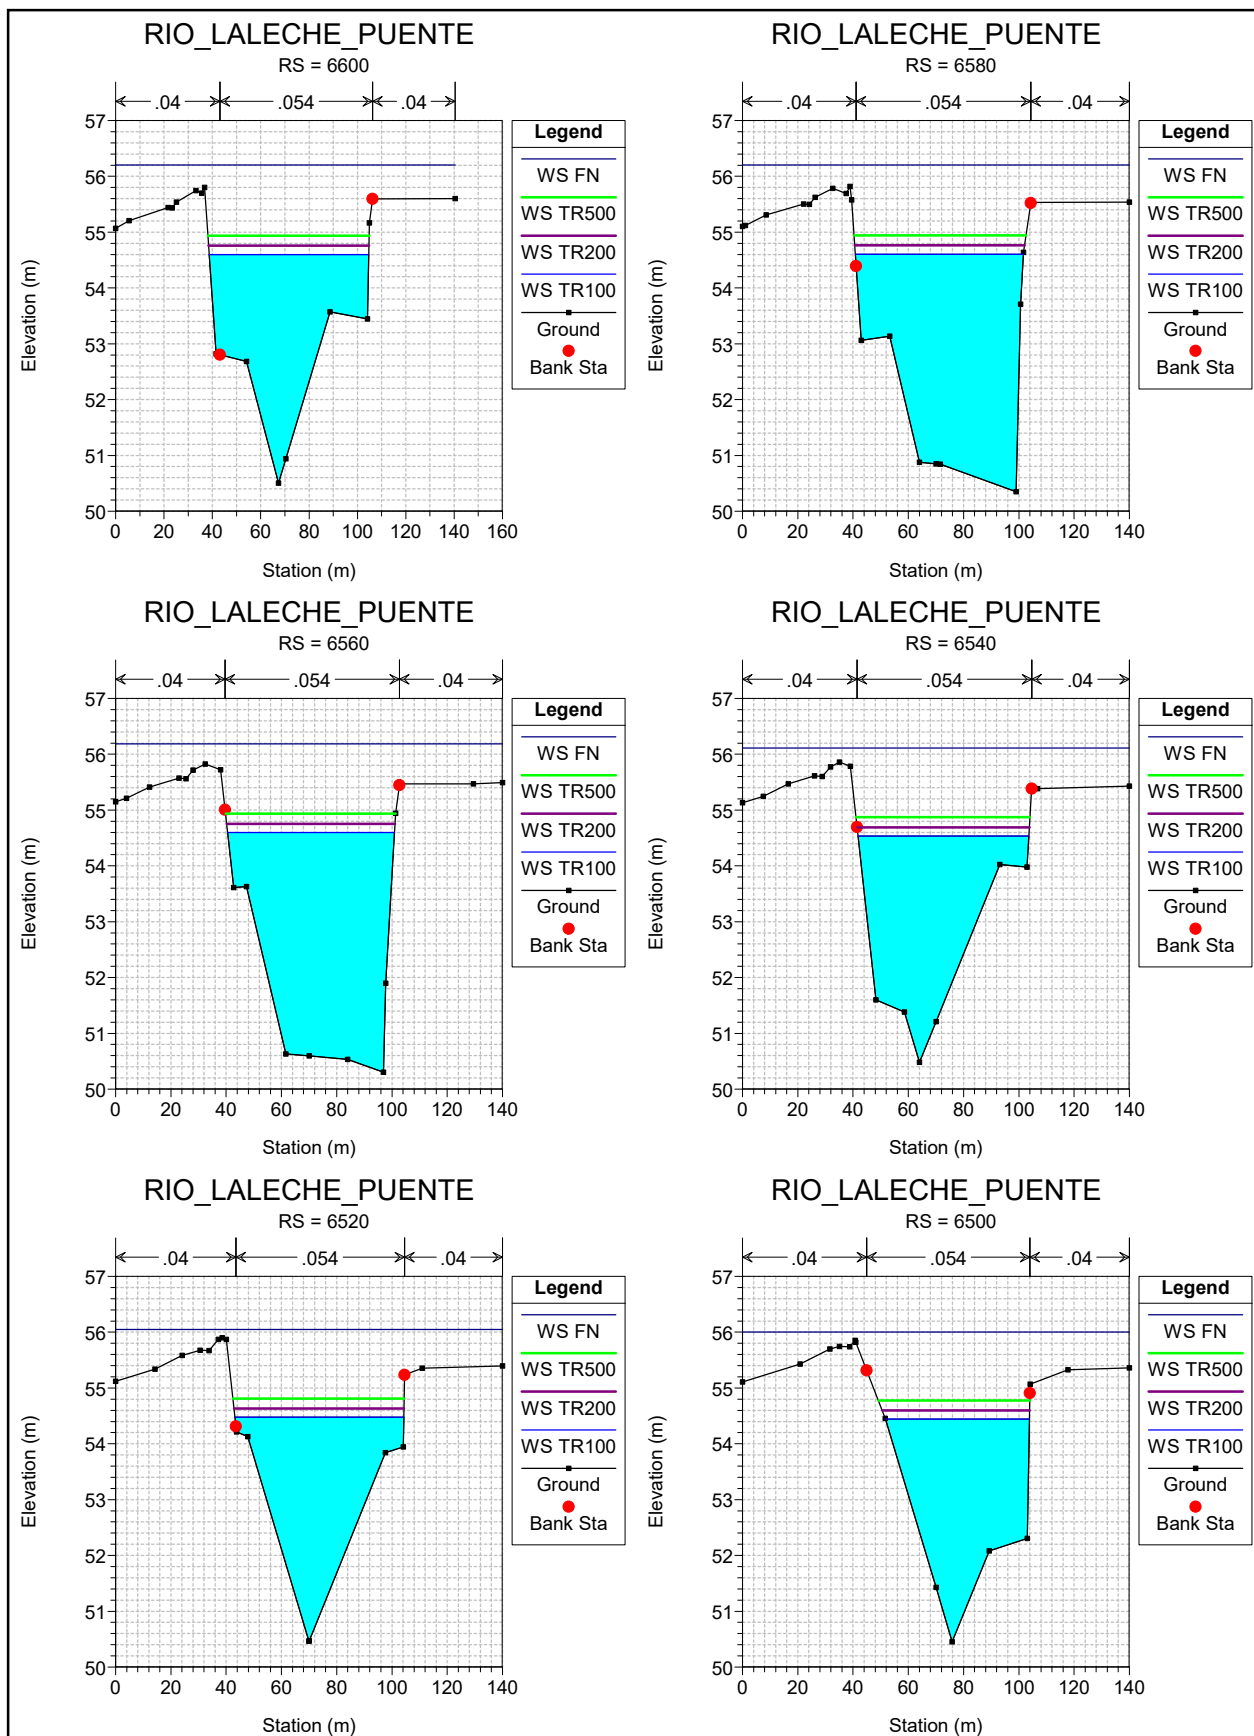 RIO_LALECHE_PUENTE
RS = 6600
.04 .054 .04
57
56
55
54
53
52
51
50
Elevation (m)
0 20 40 60 80 100 120 140 160
Station (m)
Legend
WS FN
WS TR500
WS TR200
WS TR100
Ground
Bank Sta
RIO_LALECHE_PUENTE
RS = 6580
.04 .054 .04
57
56
55
54
53
52
51
50
Elevation (m)
0 20 40 60 80 100 120 140
Station (m)
Legend
WS FN
WS TR500
WS TR200
WS TR100
Ground
Bank Sta
RIO_LALECHE_PUENTE
RS = 6560
.04 .054 .04
57
56
55
54
53
52
51
50
Elevation (m)
0 20 40 60 80 100 120 140
Station (m)
Legend
WS FN
WS TR500
WS TR200
WS TR100
Ground
Bank Sta
RIO_LALECHE_PUENTE
RS = 6540
.04 .054 .04
57
56
55
54
53
52
51
50
Elevation (m)
0 20 40 60 80 100 120 140
Station (m)
Legend
WS FN
WS TR500
WS TR200
WS TR100
Ground
Bank Sta
RIO_LALECHE_PUENTE
RS = 6520
.04 .054 .04
57
56
55
54
53
52
51
50
Elevation (m)
0 20 40 60 80 100 120 140
Station (m)
Legend
WS FN
WS TR500
WS TR200
WS TR100
Ground
Bank Sta
RIO_LALECHE_PUENTE
RS = 6500
.04 .054 .04
57
56
55
54
53
52
51
50
Elevation (m)
0 20 40 60 80 100 120 140
Station (m)
Legend
WS FN
WS TR500
WS TR200
WS TR100
Ground
Bank Sta